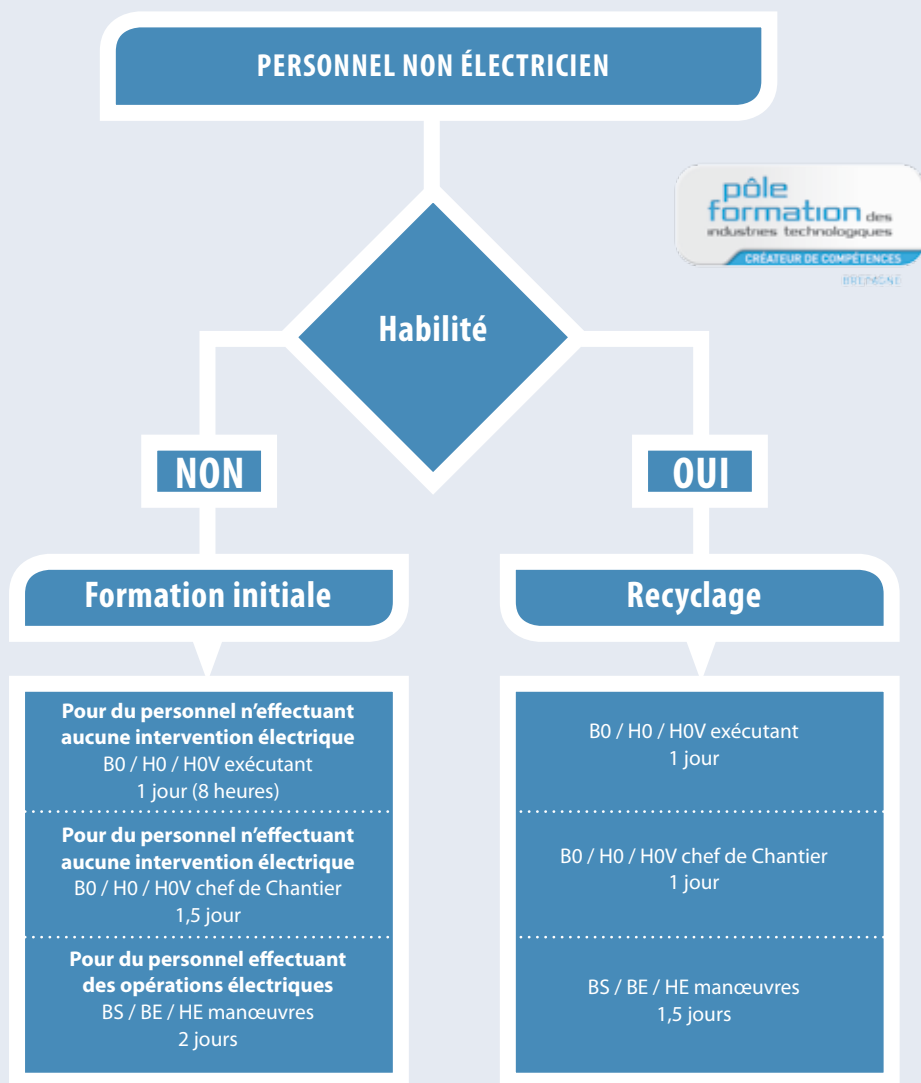 PERSONNEL NON ÉLECTRICIEN
pôle
formation des
industries technologiques
CRÉATEUR DE COMPÉTENCES
BRETAGNE
Habilité
NON
OUI
Formation initiale
Pour du personnel n’effectuant
aucune intervention électrique
B0 / H0 / H0V exécutant
1 jour (8 heures)
Pour du personnel n’effectuant
aucune intervention électrique
B0 / H0 / H0V chef de Chantier
1,5 jour
Pour du personnel effectuant
des opérations électriques
BS / BE / HE manœuvres
2 jours
Recyclage
B0 / H0 / H0V exécutant
1 jour
B0 / H0 / H0V chef de Chantier
1 jour
BS / BE / HE manœuvres
1,5 jours